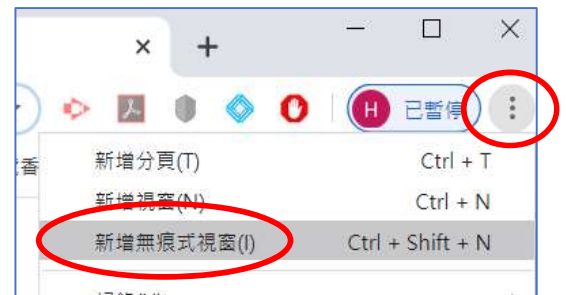 H 已暫停
新增分頁(T) Ctrl + T
新增視窗(N) Ctrl + N
新增無痕式視窗(I) Ctrl + Shift + N